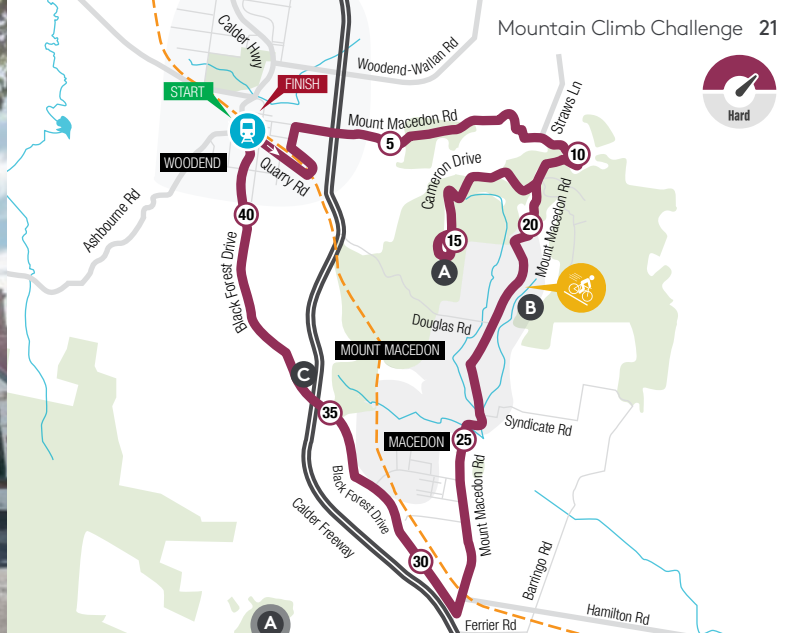 Mountain Climb Challenge 21
Hard
Calder Hwy
Woodend-Wallan Rd
START
FINISH
Straws Ln
Mount Macedon Rd
5
10
WOODEND
Quarry Rd
Cameron Drive
Ashbourne Rd
40
20
Mount Macedon Rd
15
A
Black Forest Drive
B
Douglas Rd
MOUNT MACEDON
C
35
Syndicate Rd
MACEDON
25
Mount Macedon Rd
Black Forest Drive
Calder Freeway
30
Barringo Rd
Hamilton Rd
Ferrier Rd
A